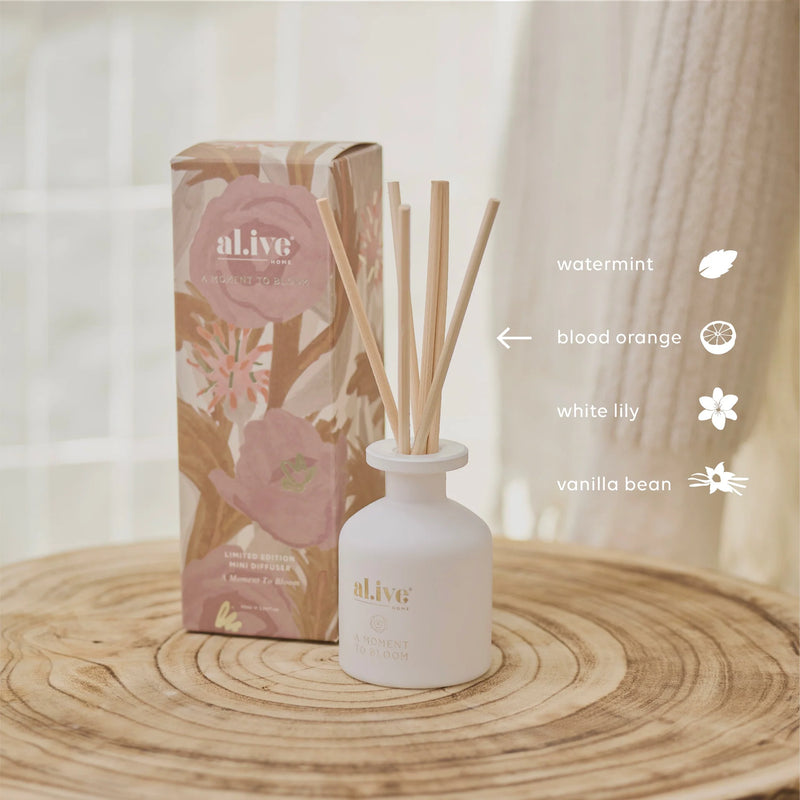 al.ive®
HOME
A MOMENT TO BLOOM
LIMITED EDITION
MINI DIFFUSER
A Moment To Bloom
al.ive®
HOME
A MOMENT
TO BLOOM
watermint
blood orange
white lily
vanilla bean